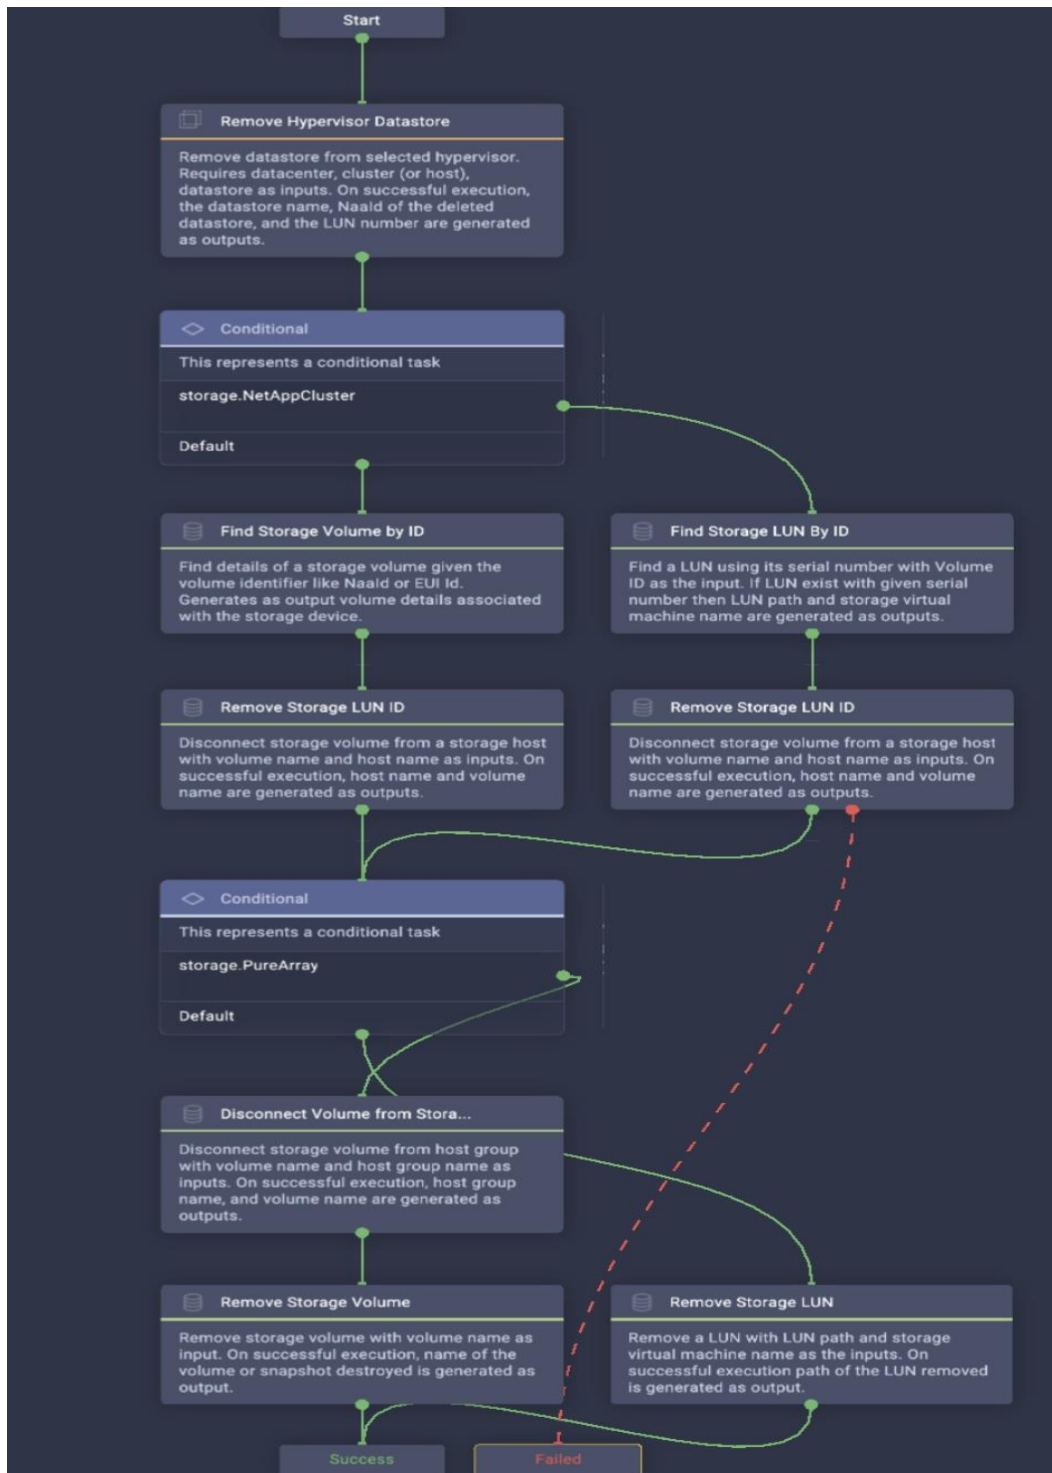 Start
Remove Hypervisor Datastore
Remove datastore from selected hypervisor.
Requires datacenter, cluster (or host),
datastore as inputs. On successful execution,
the datastore name, NaaId of the deleted
datastore, and the LUN number are generated
as outputs.
Conditional
This represents a conditional task
storage.NetAppCluster
Default
Find Storage Volume by ID
Find details of a storage volume given the
volume identifier like NaaId or EUI Id.
Generates as output volume details associated
with the storage device.
Find Storage LUN By ID
Find a LUN using its serial number with Volume
ID as the input. If LUN exist with given serial
number then LUN path and storage virtual
machine name are generated as outputs.
Remove Storage LUN ID
Disconnect storage volume from a storage host
with volume name and host name as inputs. On
successful execution, host name and volume
name are generated as outputs.
Remove Storage LUN ID
Disconnect storage volume from a storage host
with volume name and host name as inputs. On
successful execution, host name and volume
name are generated as outputs.
Conditional
This represents a conditional task
storage.PureArray
Default
Disconnect Volume from Stora...
Disconnect storage volume from host group
with volume name and host group name as
inputs. On successful execution, host group
name, and volume name are generated as
outputs.
Remove Storage Volume
Remove storage volume with volume name as
input. On successful execution, name of the
volume or snapshot destroyed is generated as
output.
Remove Storage LUN
Remove a LUN with LUN path and storage
virtual machine name as the inputs. On
successful execution path of the LUN removed
is generated as output.
Success
Failed